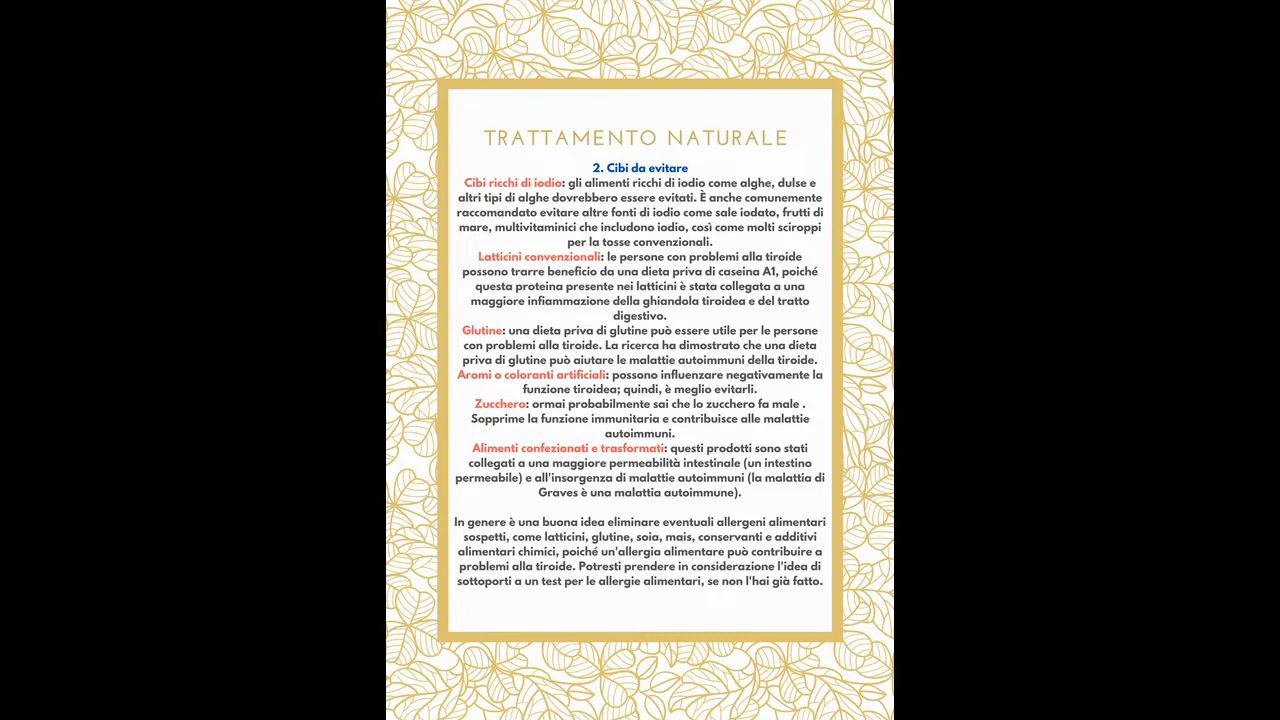 TRATTAMENTO NATURALE
2. Cibi da evitare
Cibi ricchi di iodio: gli alimenti ricchi di iodio come alghe, dulse e
altri tipi di alghe dovrebbero essere evitati. È anche comunemente
raccomandato evitare altre fonti di iodio come sale iodato, frutti di
mare, multivitaminici che includono iodio, così come molti sciroppi
per la tosse convenzionali.
Latticini convenzionali: le persone con problemi alla tiroide
possono trarre beneficio da una dieta priva di caseina A1, poiché
questa proteina presente nei latticini è stata collegata a una
maggiore infiammazione della ghiandola tiroidea e del tratto
digestivo.
Glutine: una dieta priva di glutine può essere utile per le persone
con problemi alla tiroide. La ricerca ha dimostrato che una dieta
priva di glutine può aiutare le malattie autoimmuni della tiroide.
Aromi o coloranti artificiali: possono influenzare negativamente la
funzione tiroidea; quindi, è meglio evitarli.
Zucchero: ormai probabilmente sai che lo zucchero fa male .
Sopprime la funzione immunitaria e contribuisce alle malattie
autoimmuni.
Alimenti confezionati e trasformati: questi prodotti sono stati
collegati a una maggiore permeabilità intestinale (un intestino
permeabile) e all'insorgenza di malattie autoimmuni (la malattia di
Graves è una malattia autoimmune).
In genere è una buona idea eliminare eventuali allergeni alimentari
sospetti, come latticini, glutine, soia, mais, conservanti e additivi
alimentari chimici, poiché un'allergia alimentare può contribuire a
problemi alla tiroide. Potresti prendere in considerazione l'idea di
sottoporti a un test per le allergie alimentari, se non l'hai già fatto.